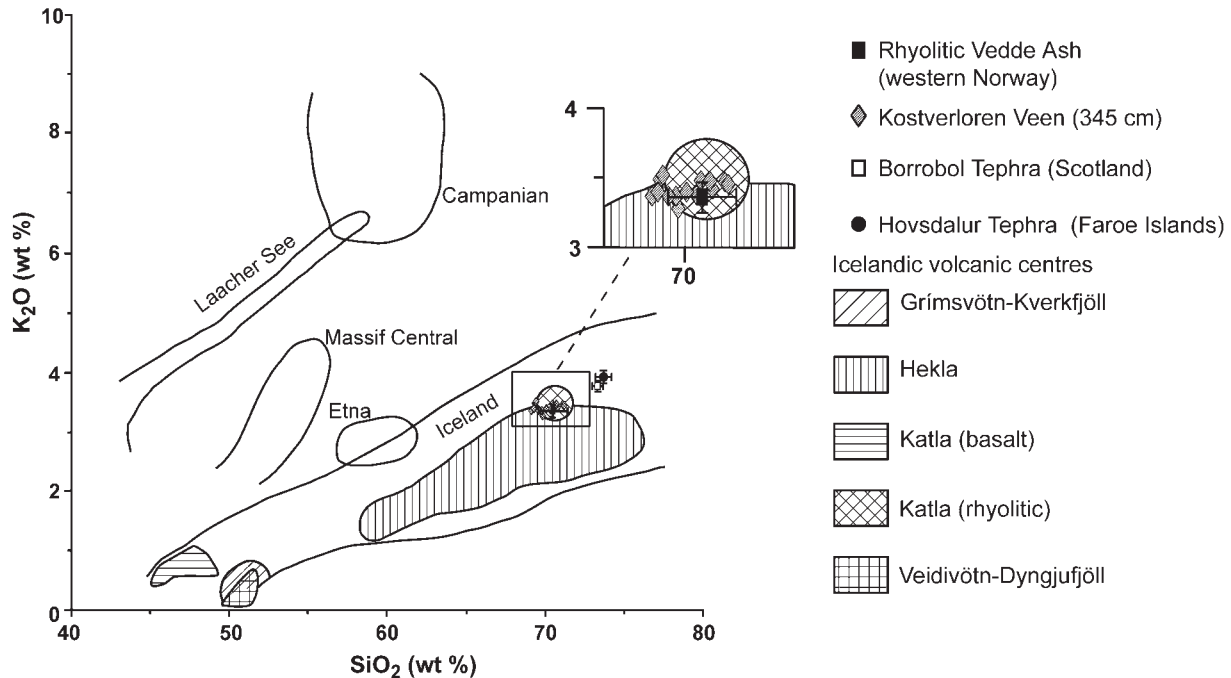 10
8
6
4
2
0
K2O (wt %)
40
50
60
70
80
SiO2 (wt %)
Laacher See
Campanian
Massif Central
Etna
Iceland
4
3
70
Rhyolitic Vedde Ash
(western Norway)
Kostverloren Veen (345 cm)
Borrobol Tephra (Scotland)
Hovsdalur Tephra (Faroe Islands)
Icelandic volcanic centres
Grímsvötn-Kverkfjöll
Hekla
Katla (basalt)
Katla (rhyolitic)
Veidivötn-Dyngjufjöll